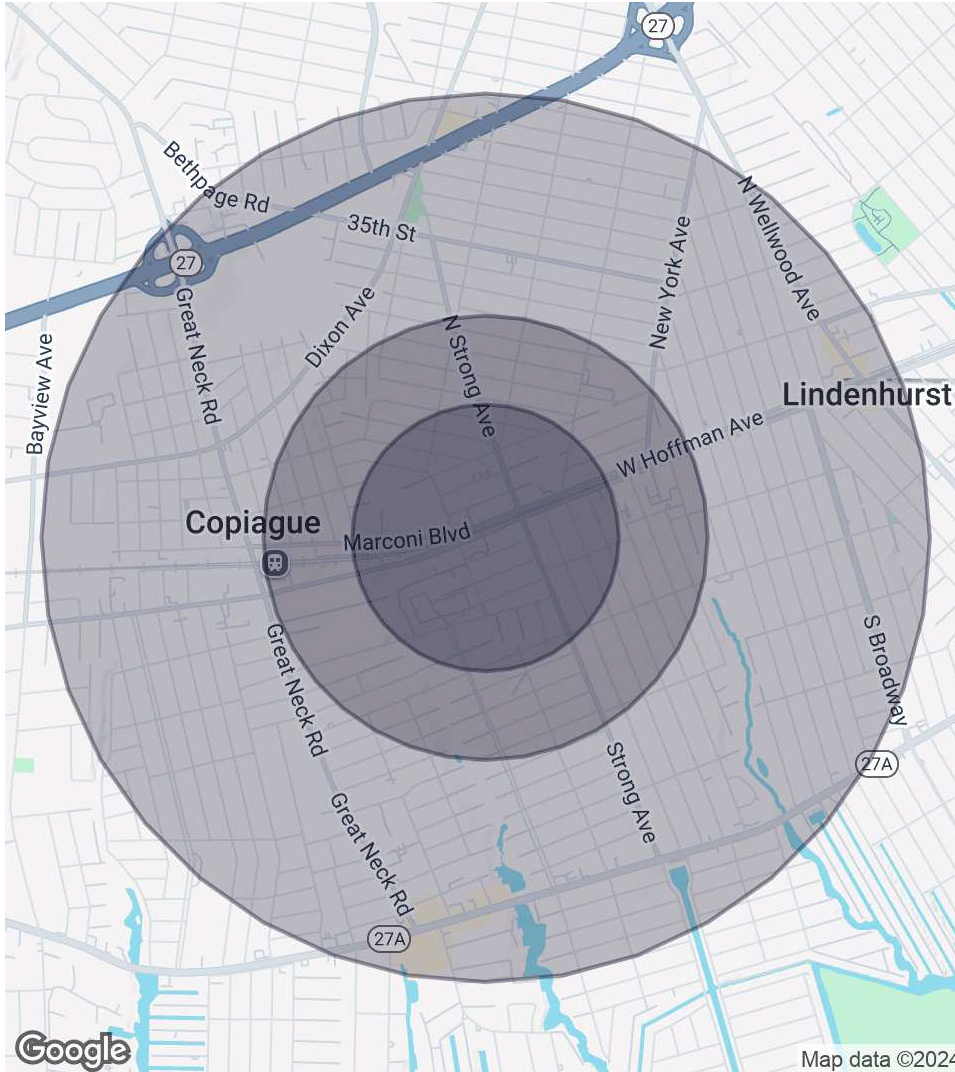 27
Bethpage Rd
N Wellwood Ave
35th St
27
New York Ave
Great Neck Rd
Dixon Ave
N Strong Ave
Bayview Ave
Lindenhurst
W Hoffman Ave
Copiague
Marconi Blvd
Great Neck Rd
S Broadway
Strong Ave
27A
Great Neck Rd
27A
Google
Map data ©2024